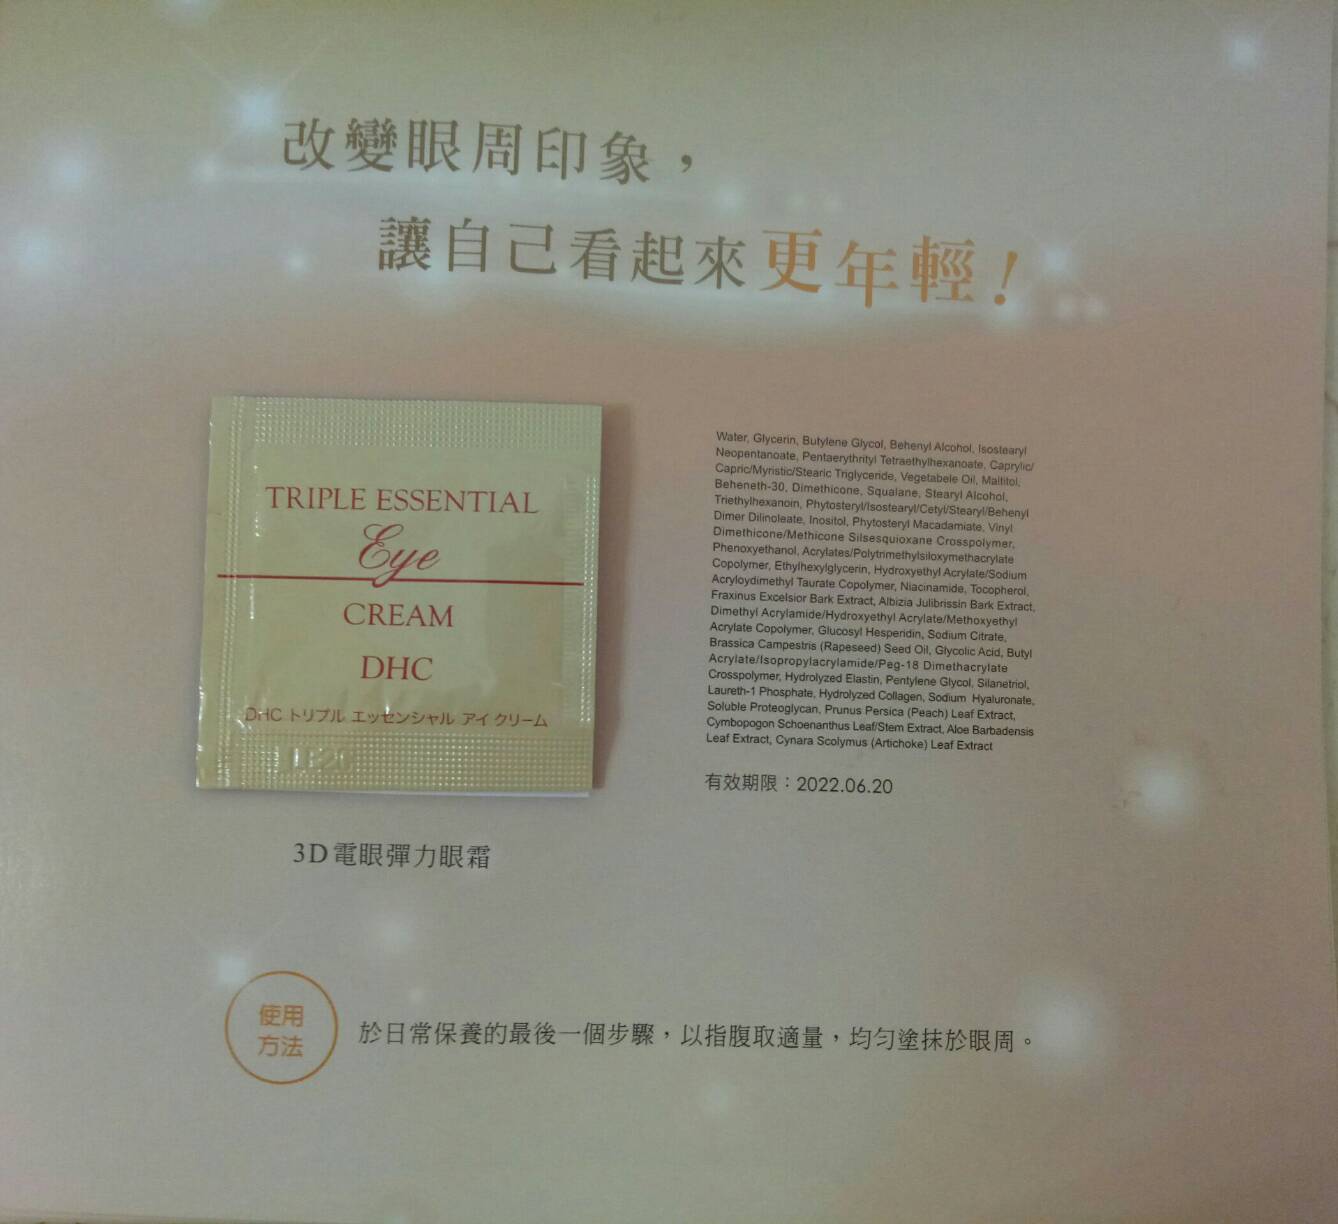 改變眼周印象，
讓自己看起來更年輕！
TRIPLE ESSENTIAL
Eye
CREAM
DHC
DHC トリプル エッセンシャル アイ クリーム
Water, Glycerin, Butylene Glycol, Behenyl Alcohol, Isostearyl
Neopentanoate, Pentaerythrityl Tetraethylhexanoate, Caprylic/
Capric/Myristic/Stearic Triglyceride, Vegetabele Oil, Maltitol,
Beheneth-30, Dimethicone, Squalane, Stearyl Alcohol,
Triethylhexanoin, Phytosteryl/Isostearyl/Cetyl/Stearyl/Behenyl
Dimer Dilinoleate, Inositol, Phytosteryl Macadamiate, Vinyl
Dimethicone/Methicone Silsesquioxane Crosspolymer,
Phenoxyethanol, Acrylates/Polytrimethylsiloxymethacrylate
Copolymer, Ethylhexylglycerin, Hydroxyethyl Acrylate/Sodium
Acryloydimethyl Taurate Copolymer, Niacinamide, Tocopherol,
Fraxinus Excelsior Bark Extract, Albizia Julibrissin Bark Extract,
Dimethyl Acrylamide/Hydroxyethyl Acrylate/Methoxyethyl
Acrylate Copolymer, Glucosyl Hesperidin, Sodium Citrate,
Brassica Campestris (Rapeseed) Seed Oil, Glycolic Acid, Butyl
Acrylate/Isopropylacrylamide/Peg-18 Dimethacrylate
Crosspolymer, Hydrolyzed Elastin, Pentylene Glycol, Silanetriol,
Laureth-1 Phosphate, Hydrolyzed Collagen, Sodium Hyaluronate,
Soluble Proteoglycan, Prunus Persica (Peach) Leaf Extract,
Cymbopogon Schoenanthus Leaf/Stem Extract, Aloe Barbadensis
Leaf Extract, Cynara Scolymus (Artichoke) Leaf Extract
有效期限：2022.06.20
3D電眼彈力眼霜
使用
方法
於日常保養的最後一個步驟，以指腹取適量，均勻塗抹於眼周。